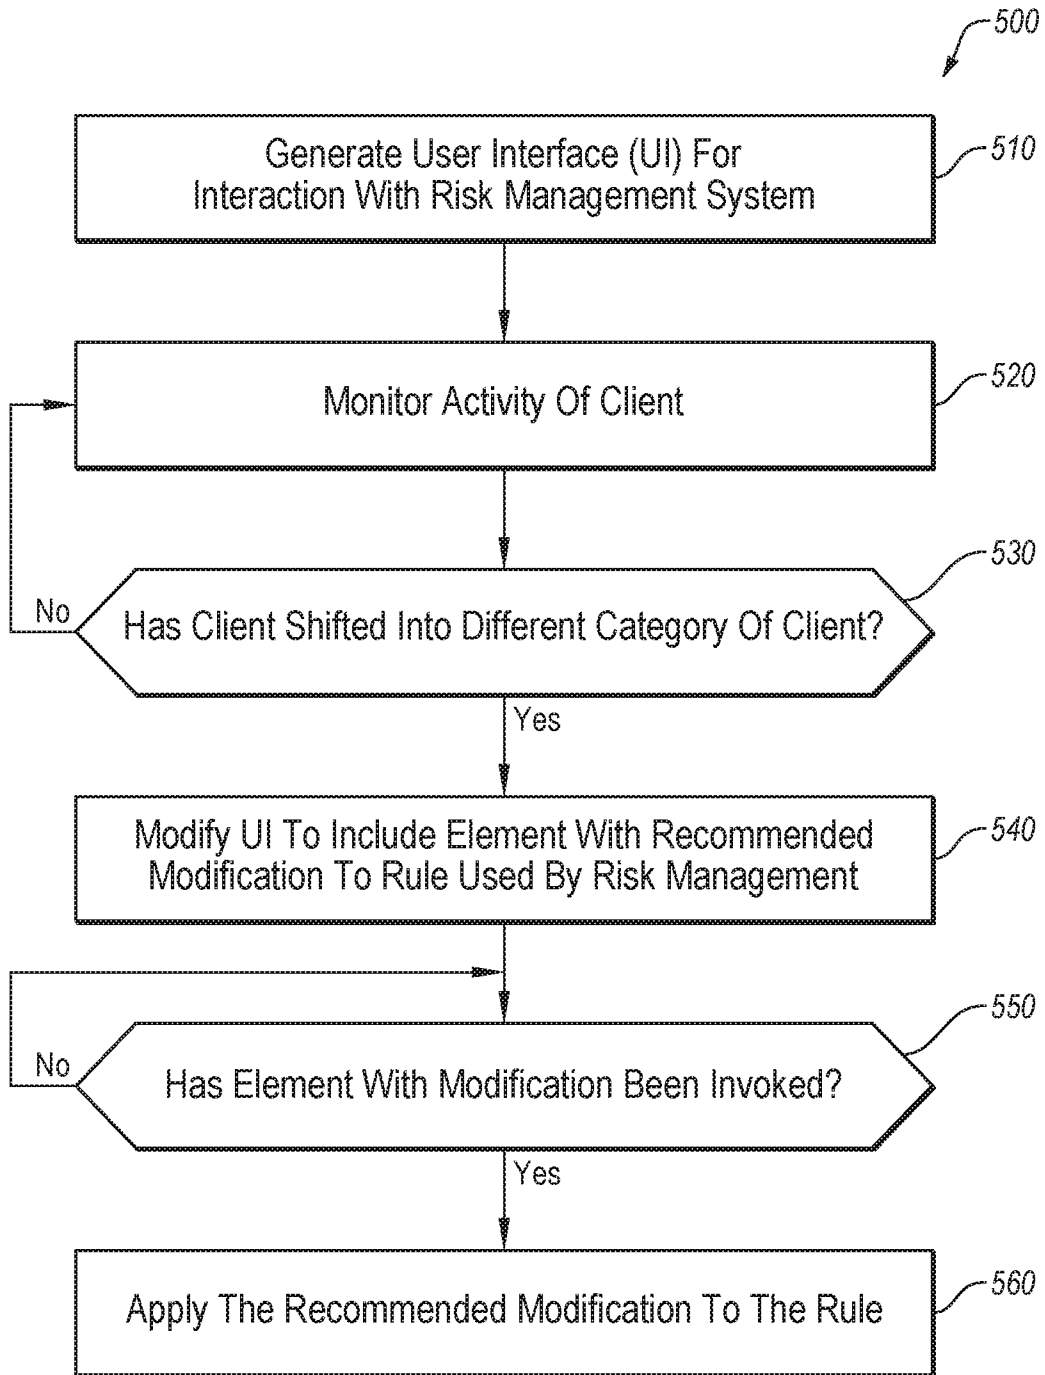 500
Generate User Interface (UI) For
Interaction With Risk Management System
510
Monitor Activity Of Client
520
530
Has Client Shifted Into Different Category Of Client?
No
Yes
Modify UI To Include Element With Recommended
Modification To Rule Used By Risk Management
540
550
Has Element With Modification Been Invoked?
No
Yes
Apply The Recommended Modification To The Rule
560